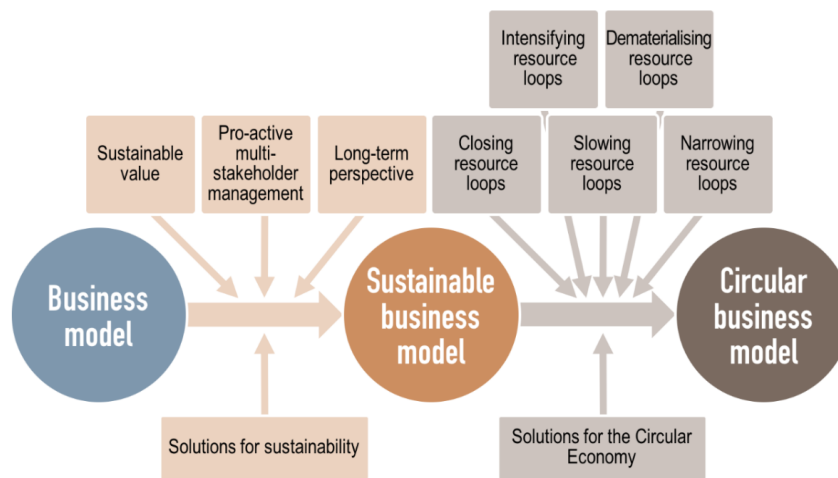 Intensifying
resource
loops
Dematerialising
resource
loops
Sustainable
value
Pro-active
multi-
stakeholder
management
Long-term
perspective
Closing
resource
loops
Slowing
resource
loops
Narrowing
resource
loops
Business
model
Sustainable
business
model
Circular
business
model
Solutions for sustainability
Solutions for the Circular
Economy